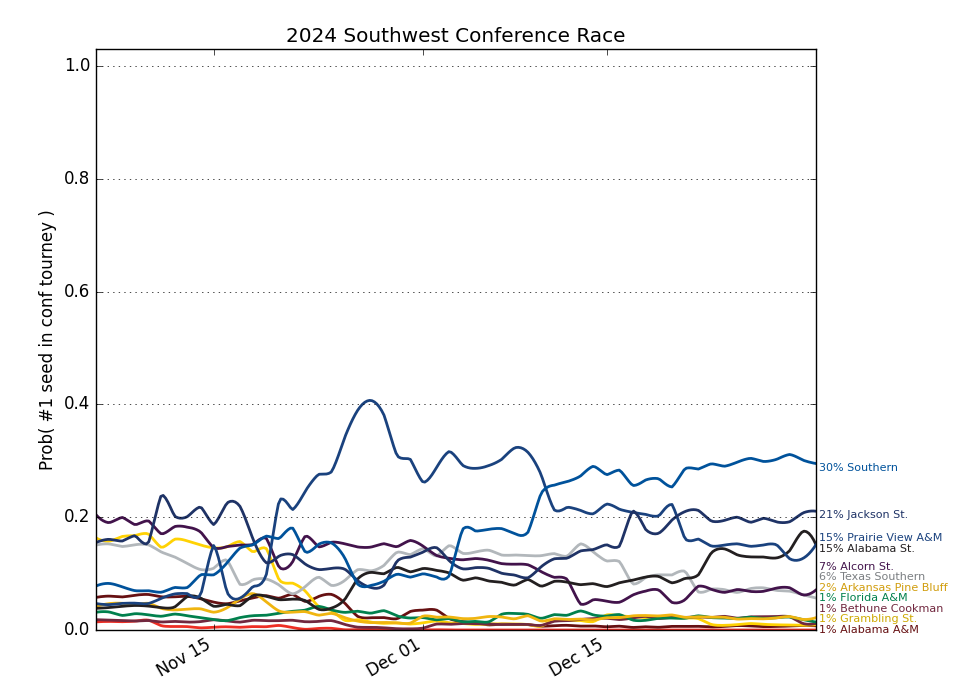 2024 Southwest Conference Race
Prob( #1 seed in conf tourney )
1.0
0.8
0.6
0.4
0.2
0.0
Nov 15
Dec 01
Dec 15
30% Southern
21% Jackson St.
15% Prairie View A&M
15% Alabama St.
7% Alcorn St.
6% Texas Southern
2% Arkansas Pine Bluff
1% Florida A&M
1% Bethune Cookman
1% Grambling St.
1% Alabama A&M